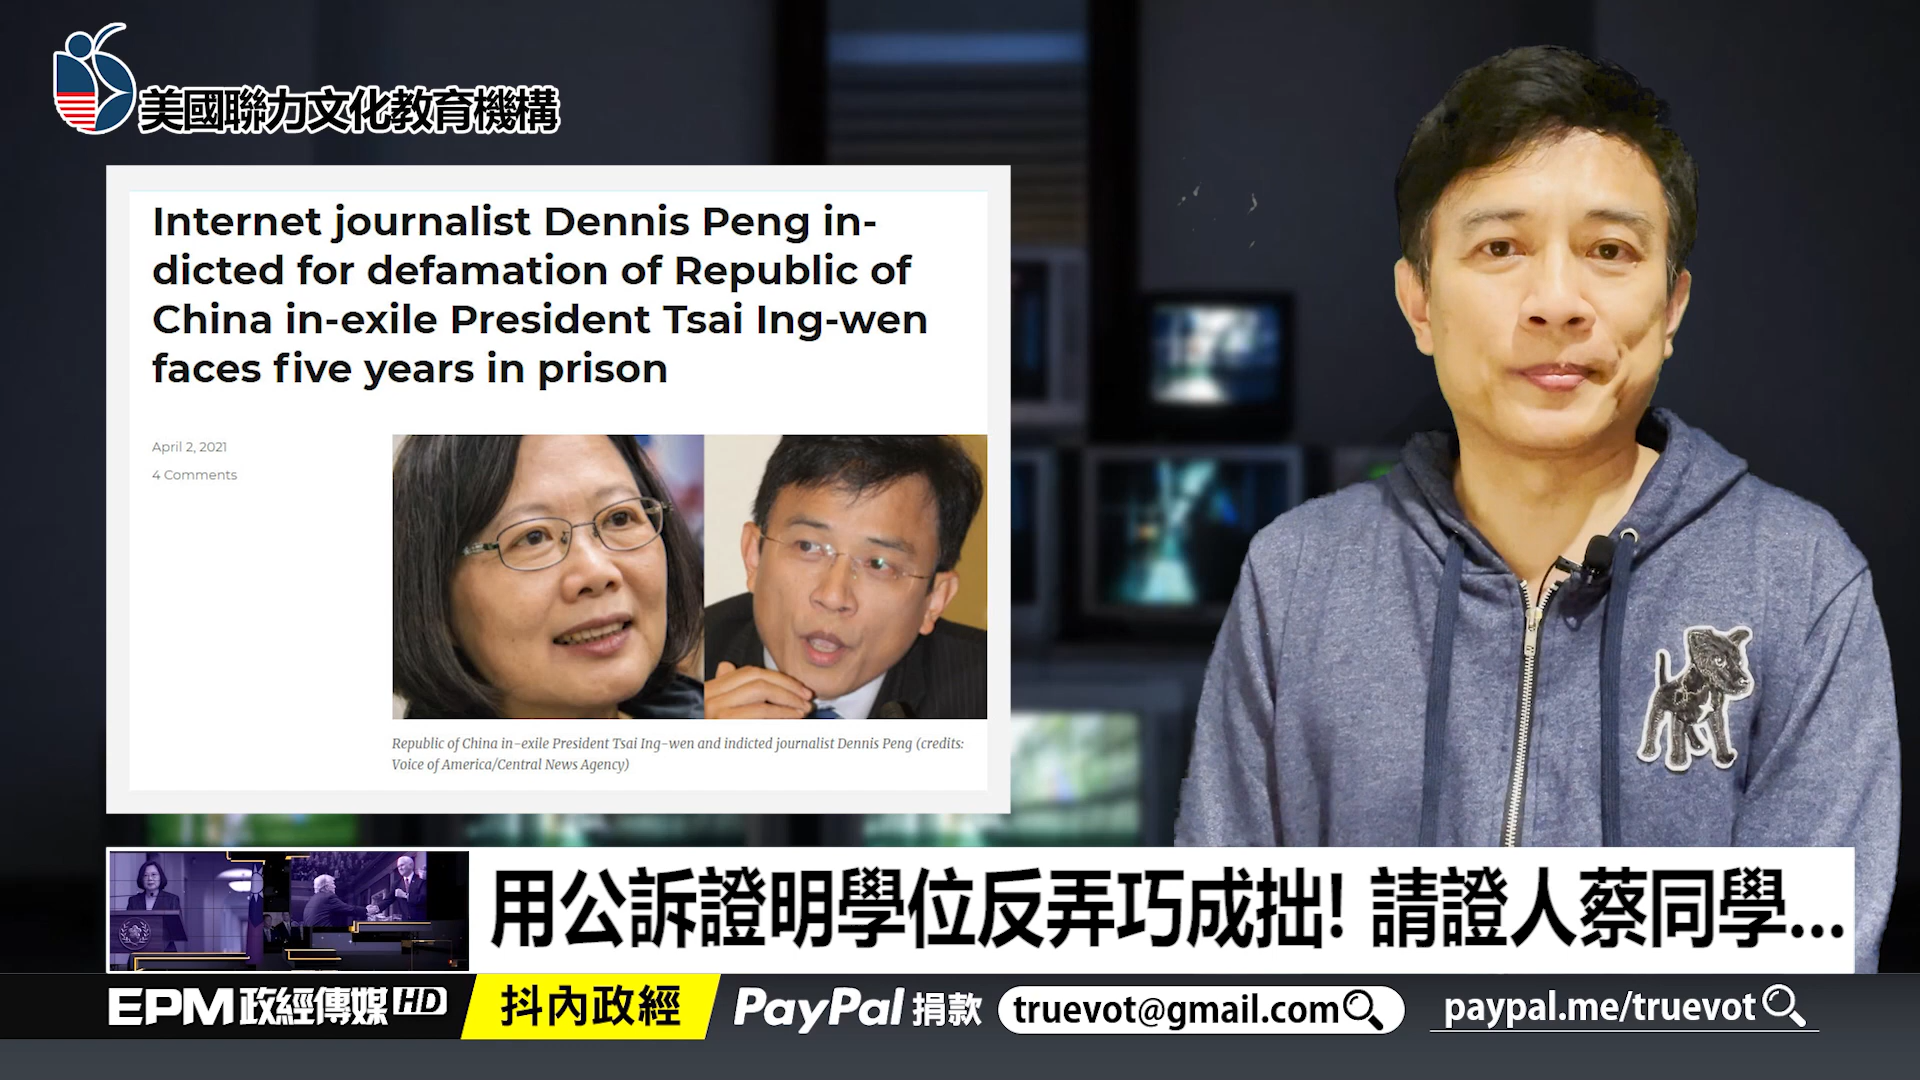 美國聯力文化教育機構
Internet journalist Dennis Peng in-
dicted for defamation of Republic of
China in-exile President Tsai Ing-wen
faces five years in prison
April 2, 2021
4 Comments
Republic of China in-exile President Tsai Ing-wen and indicted journalist Dennis Peng (credits:
Voice of America/Central News Agency)
用公訴證明學位反弄巧成拙! 請證人蔡同學...
EPM政經傳媒HD 抖內政經 PayPal 捐款 truevot@gmail.com paypal.me/truevot